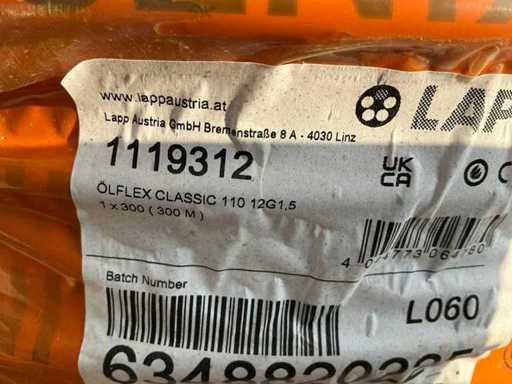 www.lappaustria.at
Lapp Austria GmbH Bremenstraße 8 A - 4030 Linz
LAPP
1119312
UK
CA
ÖLFLEX CLASSIC 110 12G1,5
1 x 300 ( 300 M )
Batch Number
L060